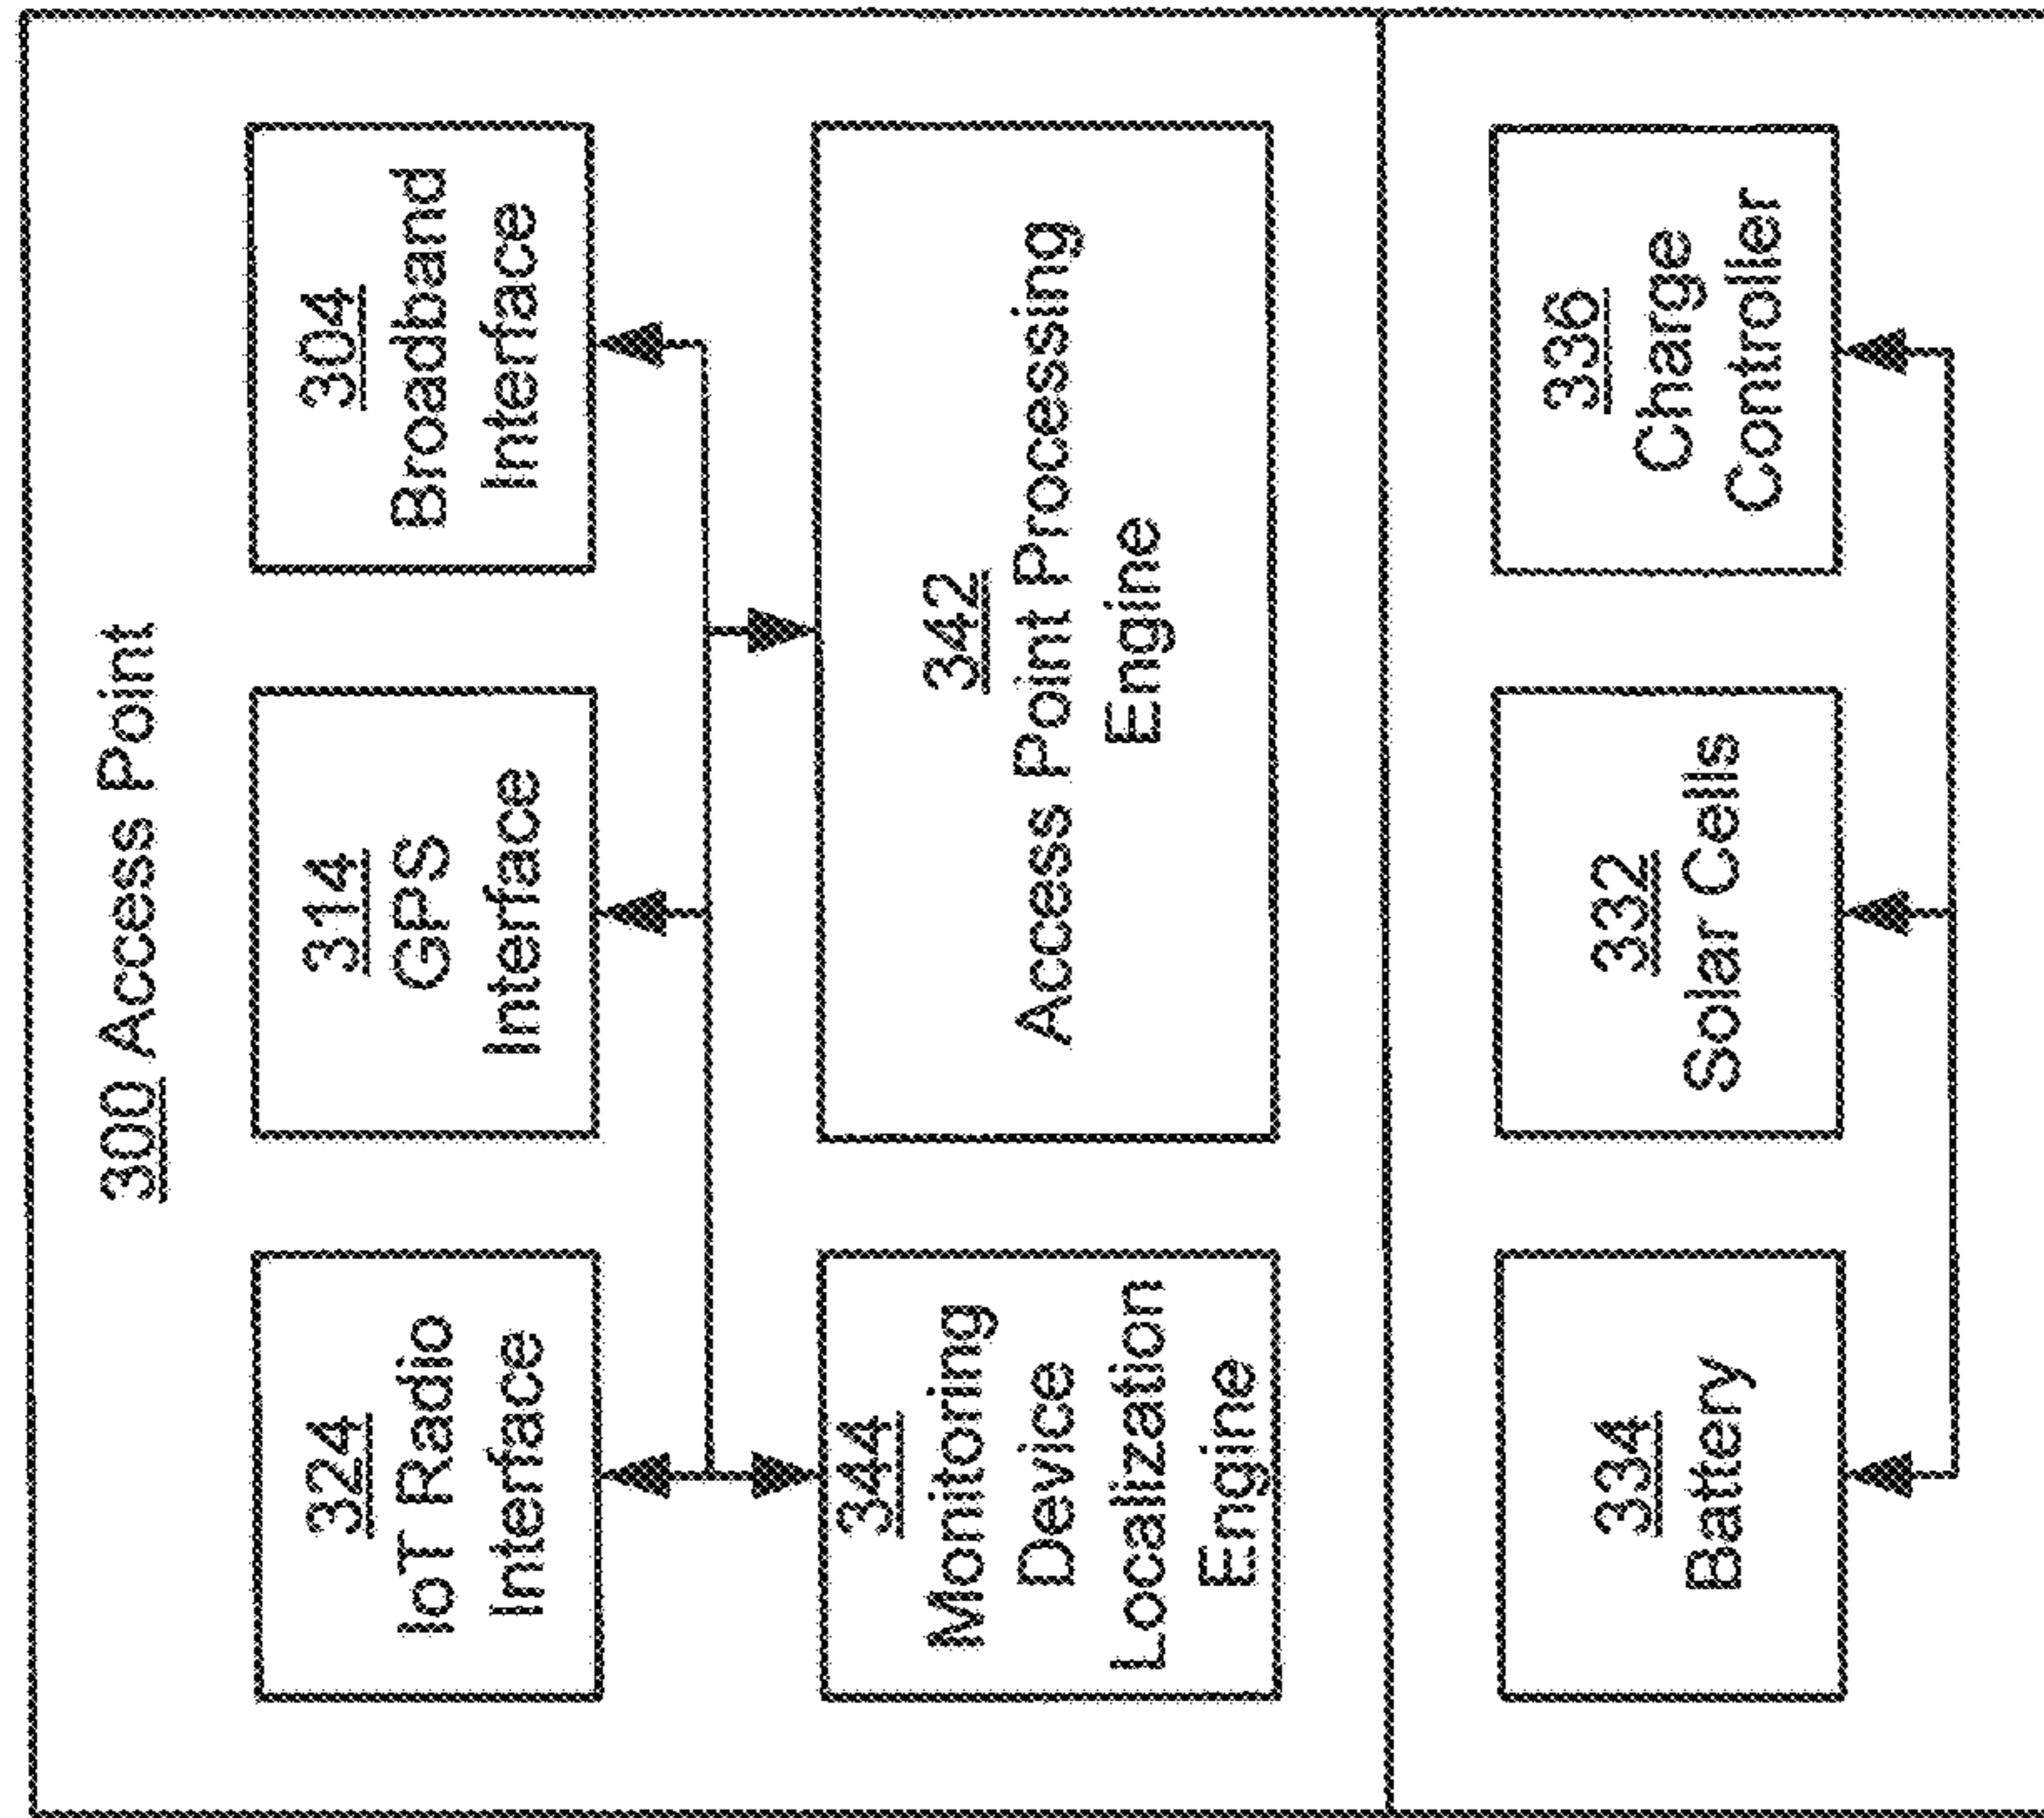 300 Access Point
324
IoT Radio
Interface
314
GPS
Interface
304
Broadband
Interface
344
Monitoring
Device
Localization
Engine
342
Access Point Processing
Engine
334
Battery
332
Solar Cells
336
Charge
Controller